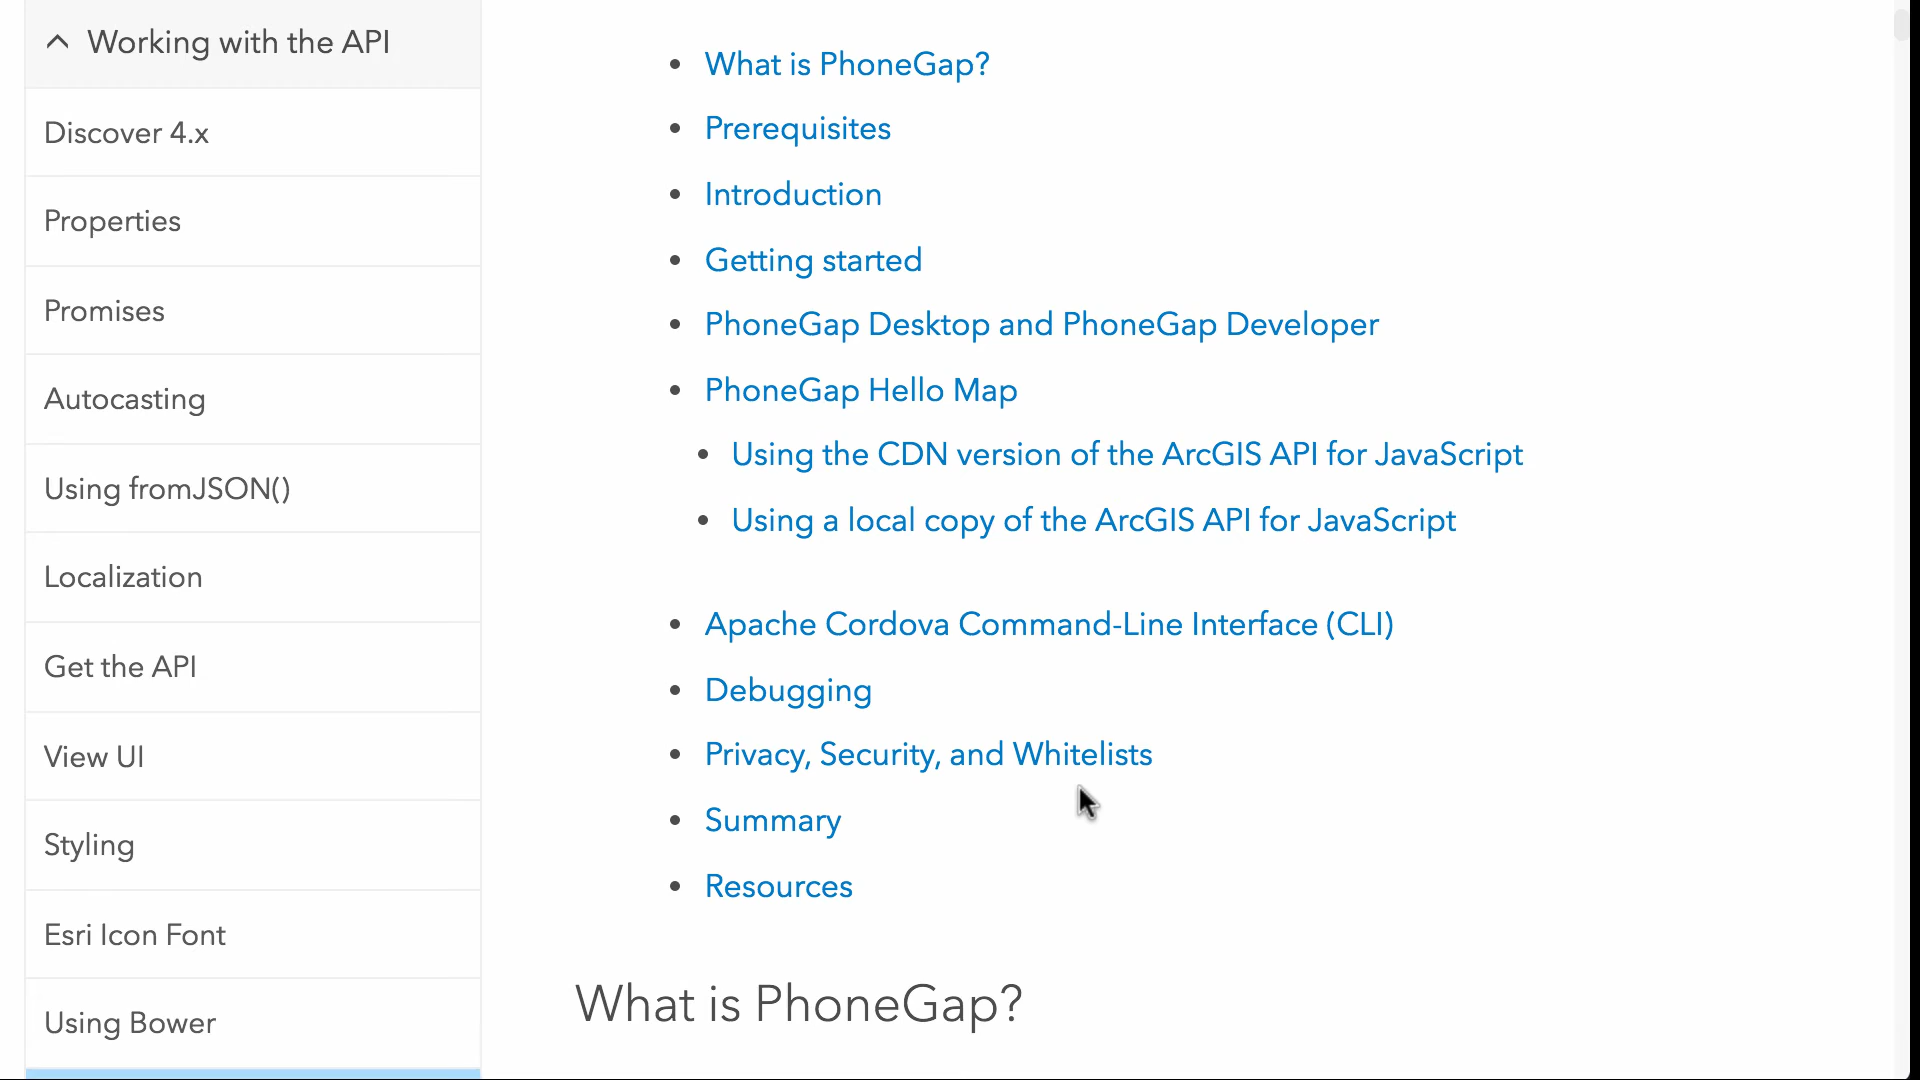 Working with the API
Discover 4.x
Properties
Promises
Autocasting
Using fromJSON()
Localization
Get the API
View UI
Styling
Esri Icon Font
Using Bower
What is PhoneGap?
Prerequisites
Introduction
Getting started
PhoneGap Desktop and PhoneGap Developer
PhoneGap Hello Map
Using the CDN version of the ArcGIS API for JavaScript
Using a local copy of the ArcGIS API for JavaScript
Apache Cordova Command-Line Interface (CLI)
Debugging
Privacy, Security, and Whitelists
Summary
Resources
What is PhoneGap?